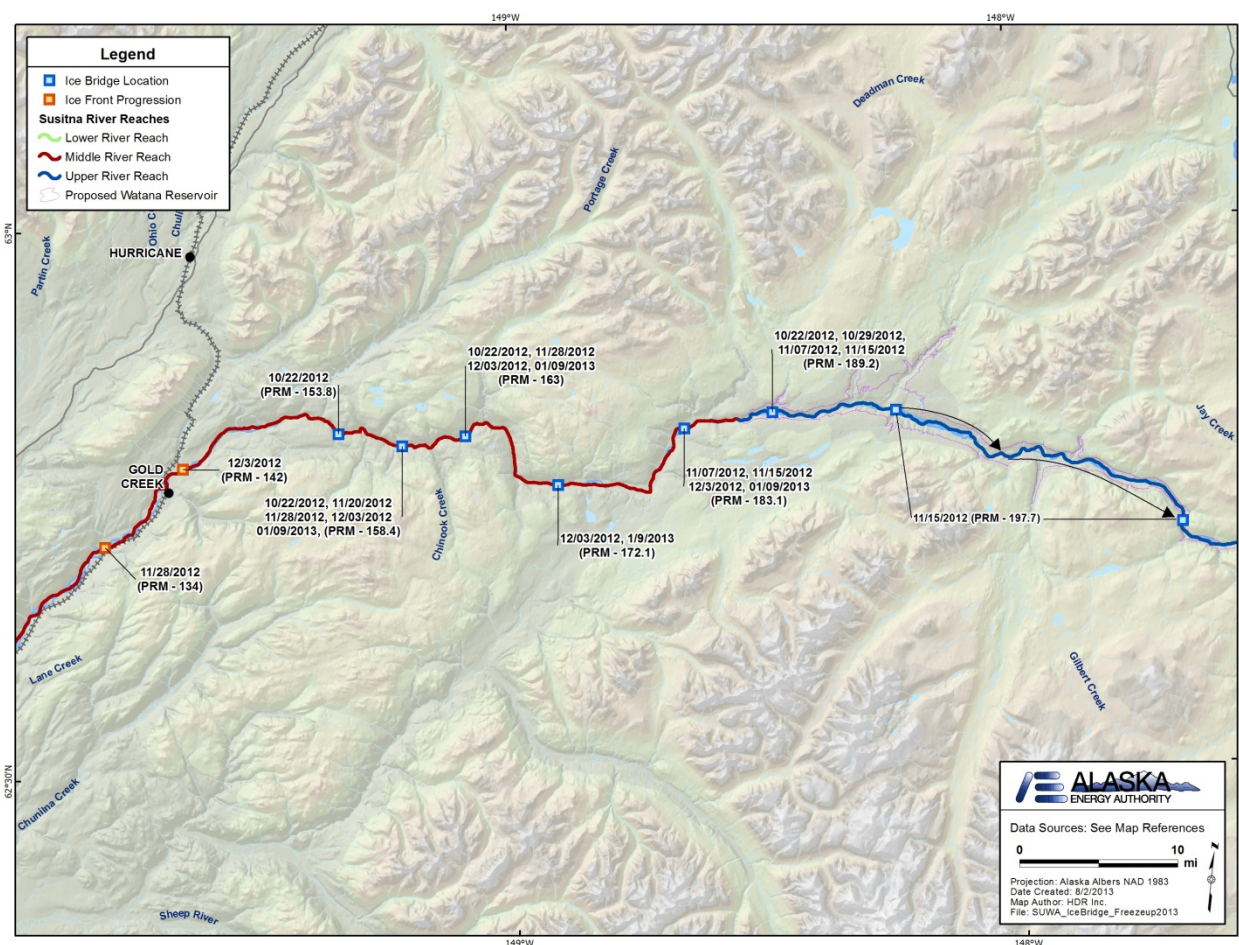 149°W
148°W
Legend
Ice Bridge Location
Ice Front Progression
Susitna River Reaches
Lower River Reach
Middle River Reach
Upper River Reach
Proposed Watana Reservoir
Deadman Creek
Portage Creek
63°N
Partin Creek
Ohio C
Chuli
HURRICANE
10/22/2012, 10/29/2012,
11/07/2012, 11/15/2012
(PRM - 189.2)
10/22/2012, 11/28/2012
12/03/2012, 01/09/2013
(PRM - 163)
10/22/2012
(PRM - 153.8)
Jay Creek
GOLD
CREEK
12/3/2012
(PRM - 142)
11/07/2012, 11/15/2012
12/3/2012, 01/09/2013
(PRM - 183.1)
10/22/2012, 11/20/2012
11/28/2012, 12/03/2012
01/09/2013, (PRM - 158.4)
Chinook Creek
11/15/2012 (PRM - 197.7)
12/03/2012, 1/9/2013
(PRM - 172.1)
11/28/2012
(PRM - 134)
Lane Creek
Gilbert Creek
62°30'N
Chunilna Creek
Sheep River
ALASKA
ENERGY AUTHORITY
Data Sources: See Map References
0 10
mi
N
Projection: Alaska Albers NAD 1983
Date Created: 8/2/2013
Map Author: HDR Inc.
File: SUWA_IceBridge_Freezeup2013
149°W
148°W